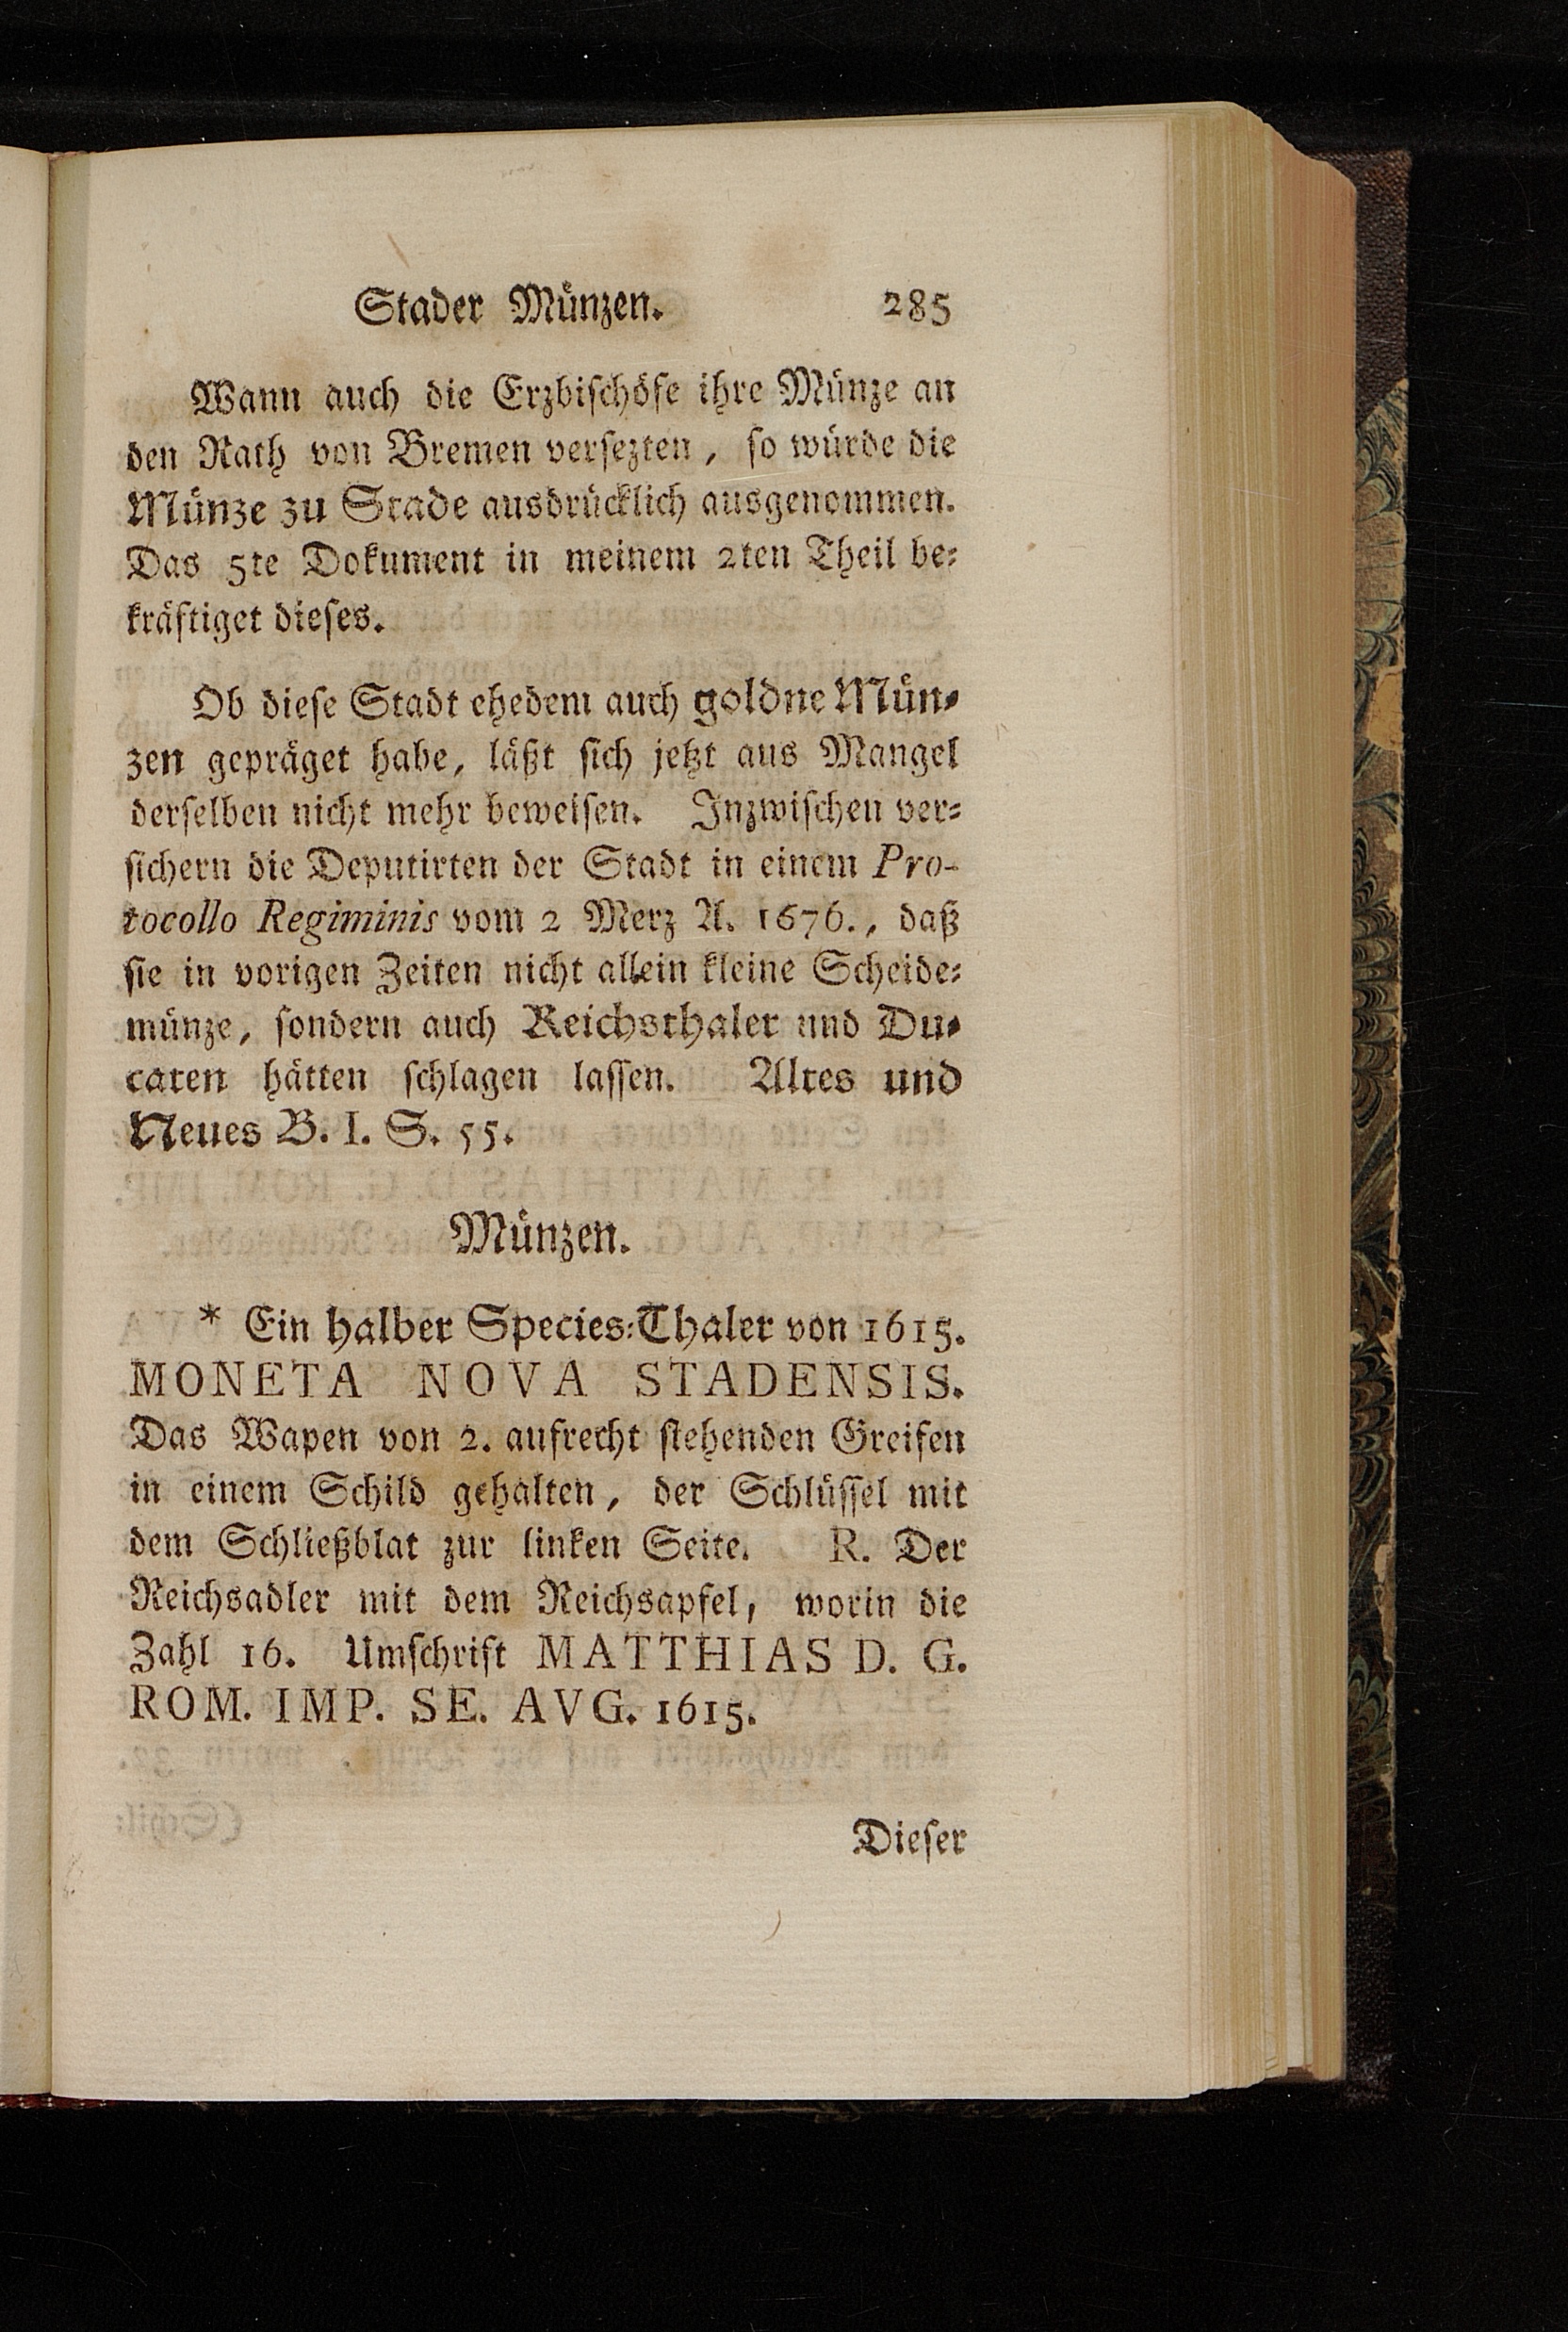 Stader Münzen. 285
Wann auch die Erzbischöfe ihre Münze an
den Rath von Bremen versezten, so würde die
Münze zu Stade ausdrücklich ausgenommen.
Das 5te Dokument in meinem 2ten Theil be-
kräftiget dieses.
Ob diese Stadt ehedem auch goldne Mün-
zen gepräget habe, läßt sich jetzt aus Mangel
derselben nicht mehr beweisen. Inzwischen ver-
sichern die Deputirten der Stadt in einem Pro-
tocollo Regiminis vom 2 Merz A. 1676., daß
sie in vorigen Zeiten nicht allein kleine Scheide-
münze, sondern auch Reichsthaler und Du-
caten hätten schlagen lassen. Altes und
Neues B. I. S. 55.
Münzen.
* Ein halber Species-Thaler von 1615.
MONETA NOVA STADENSIS.
Das Wapen von 2. aufrecht stehenden Greifen
in einem Schild gehalten, der Schlüssel mit
dem Schließblat zur linken Seite. R. Der
Reichsadler mit dem Reichsapfel, worin die
Zahl 16. Umschrift MATTHIAS D. G.
ROM. IMP. SE. AVG. 1615.
Dieser